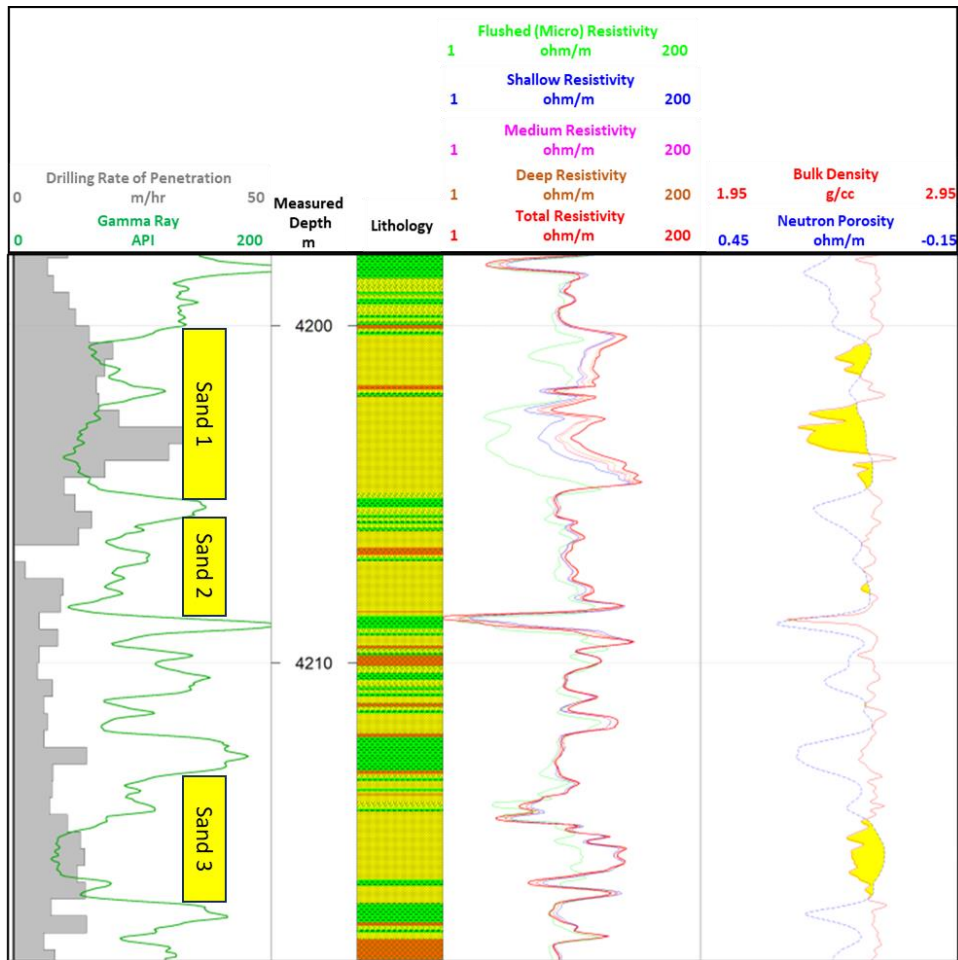 Flushed (Micro) Resistivity
1 ohm/m 200
Shallow Resistivity
1 ohm/m 200
Medium Resistivity
1 ohm/m 200
Drilling Rate of Penetration
0 m/hr 50
Gamma Ray
0 API 200
Measured
Depth
m
Lithology
Deep Resistivity
1 ohm/m 200
Total Resistivity
1 ohm/m 200
Bulk Density
1.95 g/cc 2.95
Neutron Porosity
0.45 ohm/m -0.15
4200
Sand 1
Sand 2
4210
Sand 3